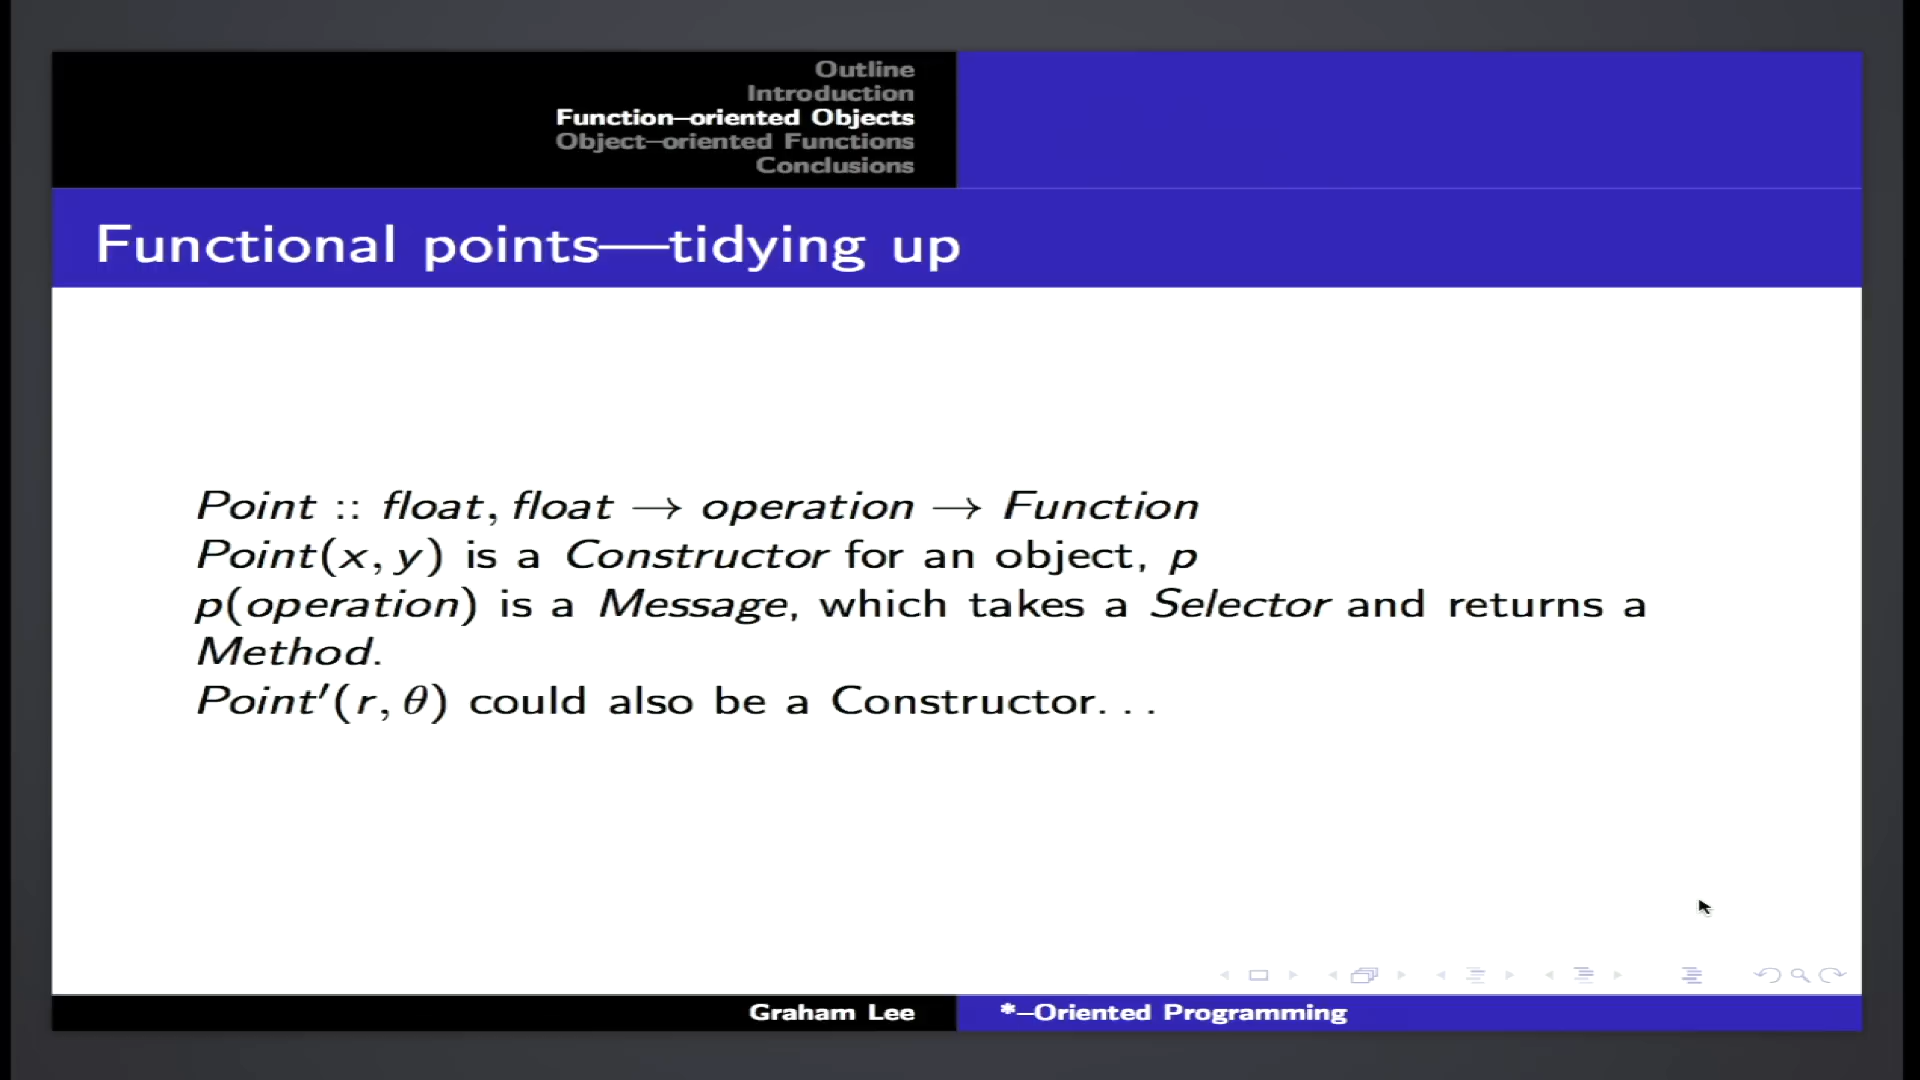 Outline
Introduction
Function–oriented Objects
Object–oriented Functions
Conclusions
Functional points—tidying up
Point :: float, float → operation → Function
Point(x, y) is a Constructor for an object, p
p(operation) is a Message, which takes a Selector and returns a
Method.
Point′(r, θ) could also be a Constructor. . .
Graham Lee
*–Oriented Programming